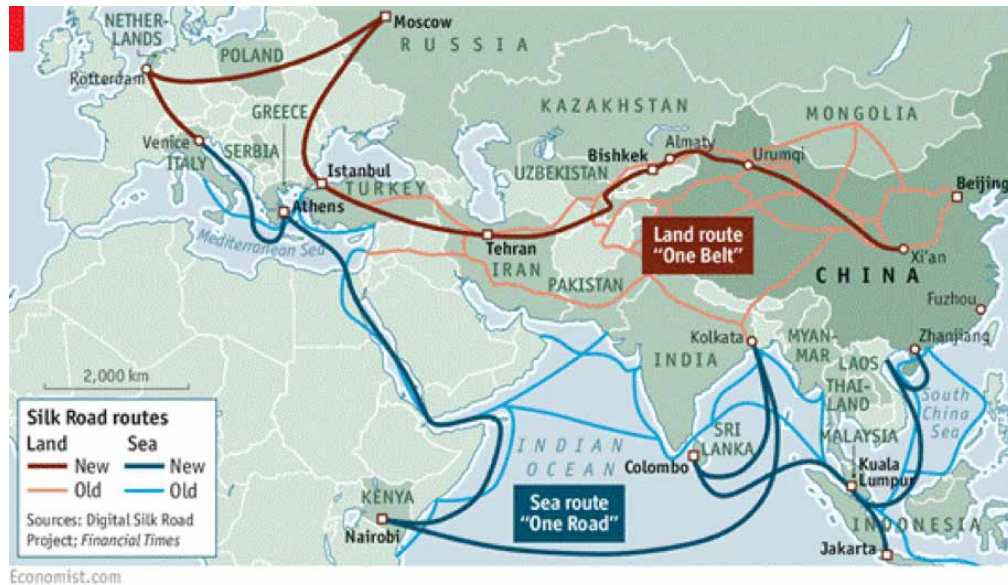 NETHER-
LANDS
Moscow
RUSSIA
POLAND
Rotterdam
GREECE
KAZAKHSTAN
MONGOLIA
Venice
ITALY
SERBIA
Almaty
Urumqi
Bishkek
UZBEKISTAN
Istanbul
TURKEY
Beijing
Athens
Mediterranean Sea
Tehran
IRAN
Land route
"One Belt"
Xi'an
CHINA
PAKISTAN
Fuzhou
Kolkata
Zhanjiang
INDIA
MYAN-
MAR
LAOS
2,000 km
THAI-
LAND
South
China
Sea
Silk Road routes
Land
Sea
New
New
Old
Old
Sources: Digital Silk Road
Project; Financial Times
INDIAN
OCEAN
SRI
LANKA
Colombo
MALAYSIA
Kuala
Lumpur
KENYA
Nairobi
Sea route
"One Road"
INDONESIA
Jakarta
Economist.com